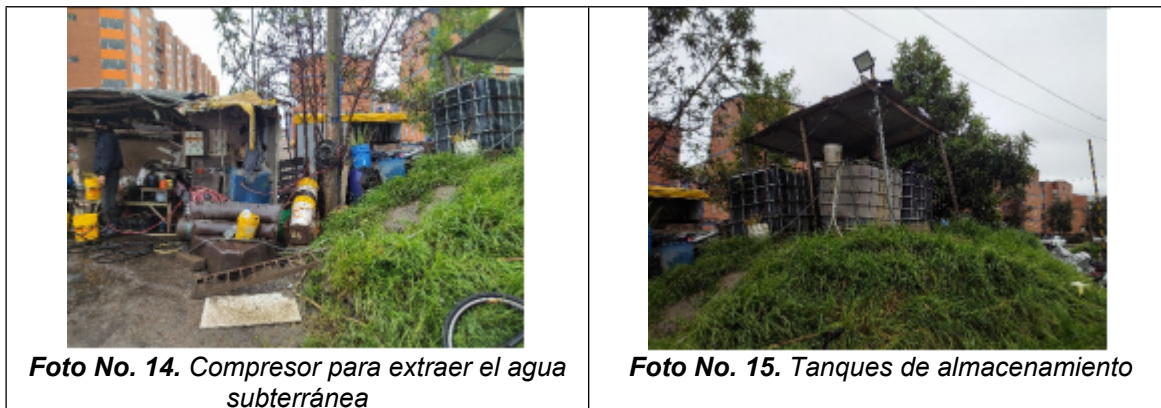 Foto No. 14. Compresor para extraer el agua
subterránea
Foto No. 15. Tanques de almacenamiento